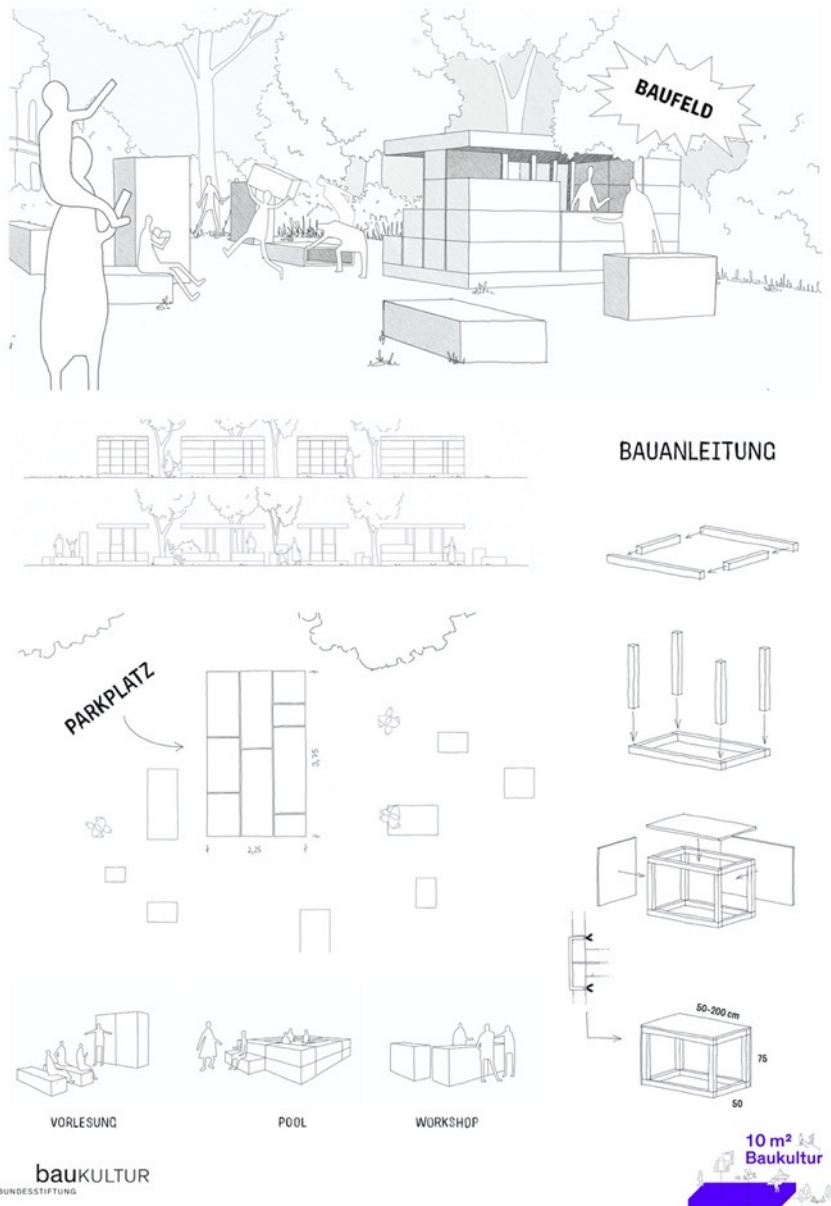 BAUFELD
BAUANLEITUNG
PARKPLATZ
3,75
2,25
50-200 cm
75
50
VORLESUNG
POOL
WORKSHOP
bauKULTUR
BUNDESSTIFTUNG
10 m²
Baukultur